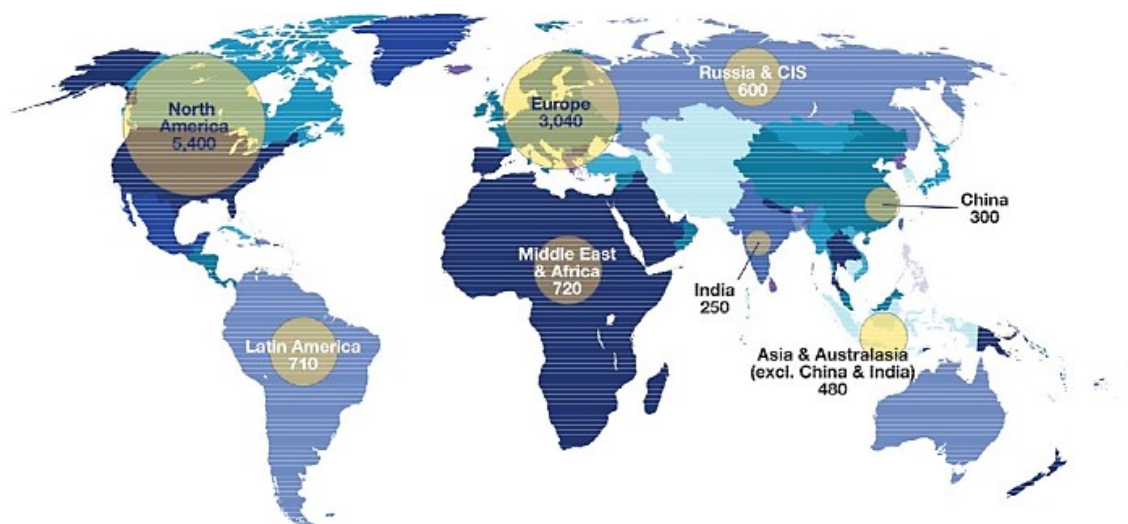 North
America
5,400
Europe
3,040
Russia & CIS
600
China
300
Middle East
& Africa
720
India
250
Latin America
710
Asia & Australasia
(excl. China & India)
480